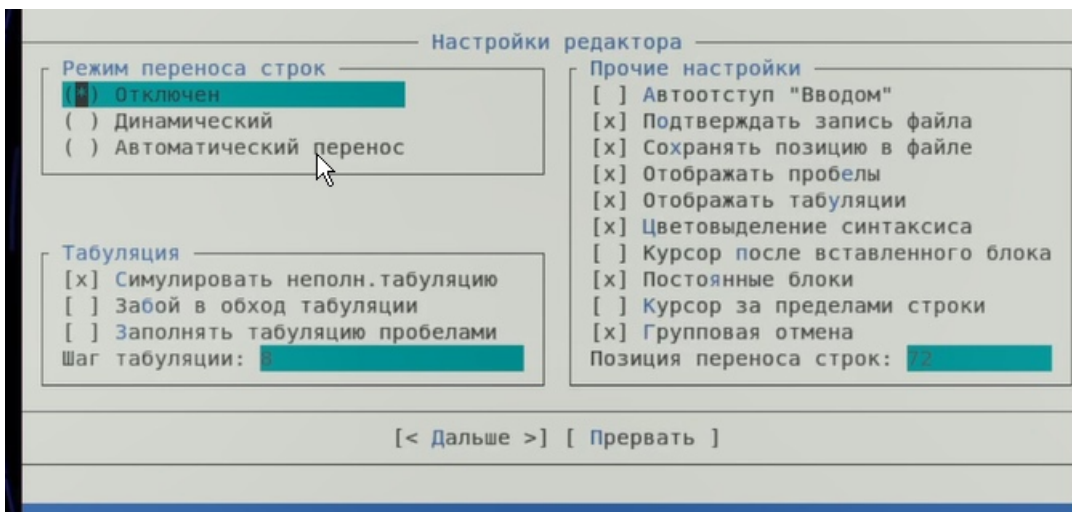 Настройки редактора
Режим переноса строк
(*) Отключен
( ) Динамический
( ) Автоматический перенос
Табуляция
[x] Симулировать неполн.табуляцию
[ ] Забой в обход табуляции
[ ] Заполнять табуляцию пробелами
Шаг табуляции: 8
Прочие настройки
[ ] Автоотступ "Вводом"
[x] Подтверждать запись файла
[x] Сохранять позицию в файле
[x] Отображать пробелы
[x] Отображать табуляции
[x] Цветовыделение синтаксиса
[ ] Курсор после вставленного блока
[x] Постоянные блоки
[ ] Курсор за пределами строки
[x] Групповая отмена
Позиция переноса строк: 72
[< Дальше >] [ Прервать ]